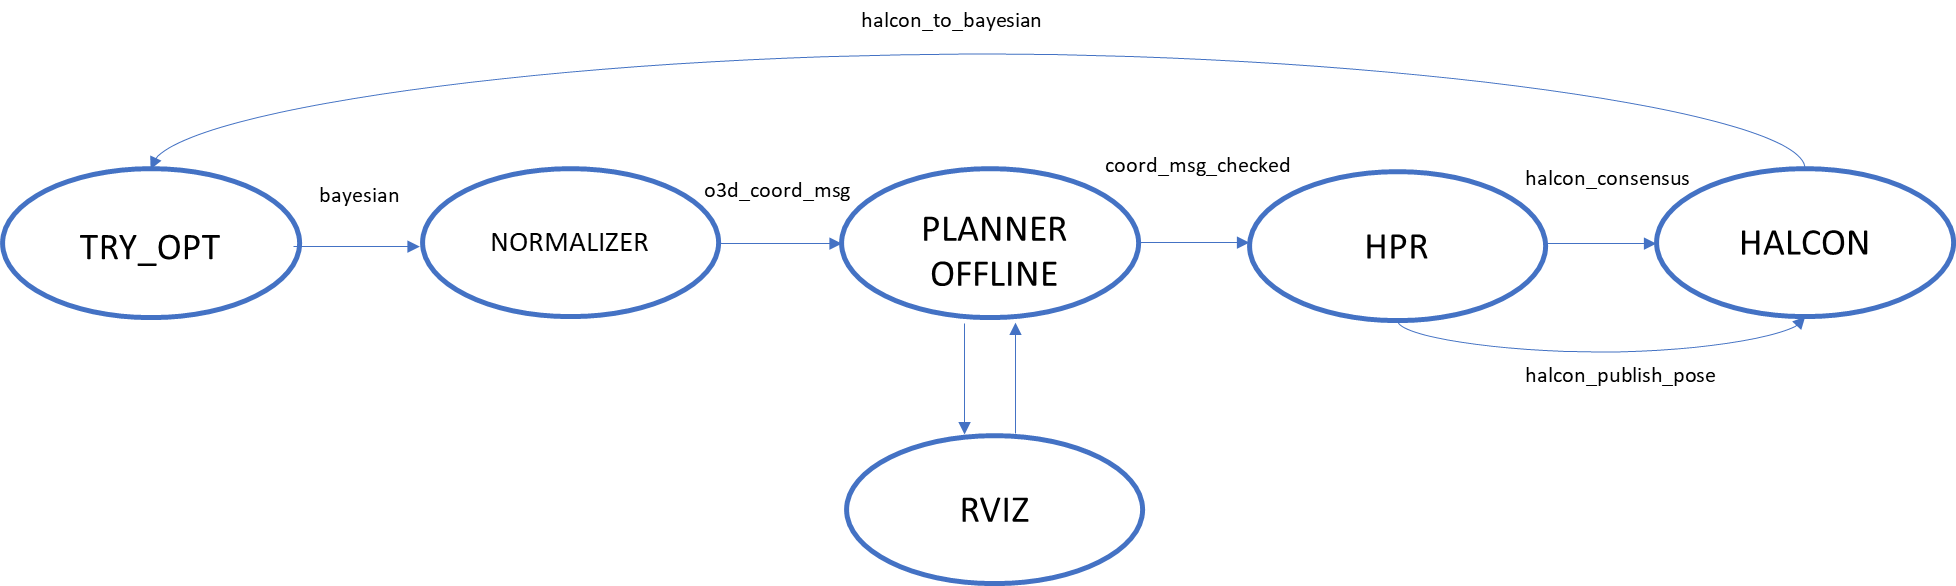 halcon_to_bayesian
bayesian
o3d_coord_msg
coord_msg_checked
halcon_consensus
TRY_OPT
NORMALIZER
PLANNER
OFFLINE
HPR
HALCON
halcon_publish_pose
RVIZ